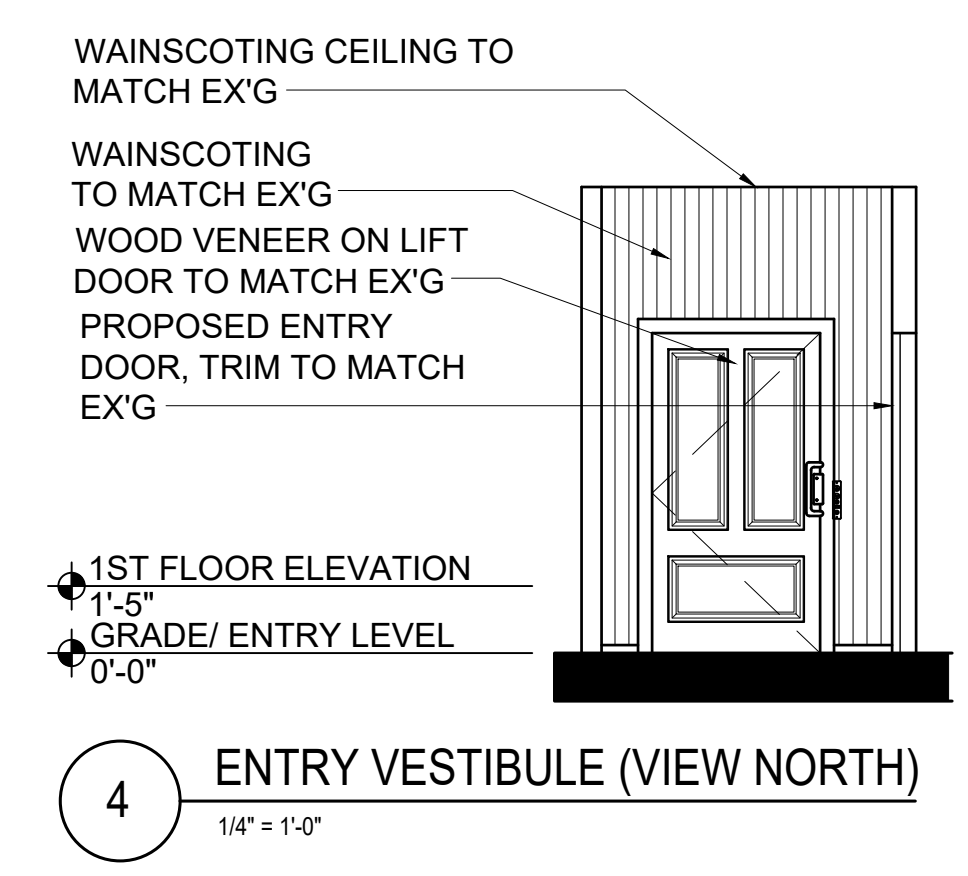 WAINSCOTING CEILING TO
MATCH EX'G
WAINSCOTING
TO MATCH EX'G
WOOD VENEER ON LIFT
DOOR TO MATCH EX'G
PROPOSED ENTRY
DOOR, TRIM TO MATCH
EX'G
1ST FLOOR ELEVATION
1'-5"
GRADE/ ENTRY LEVEL
0'-0"
4
ENTRY VESTIBULE (VIEW NORTH)
1/4" = 1'-0"